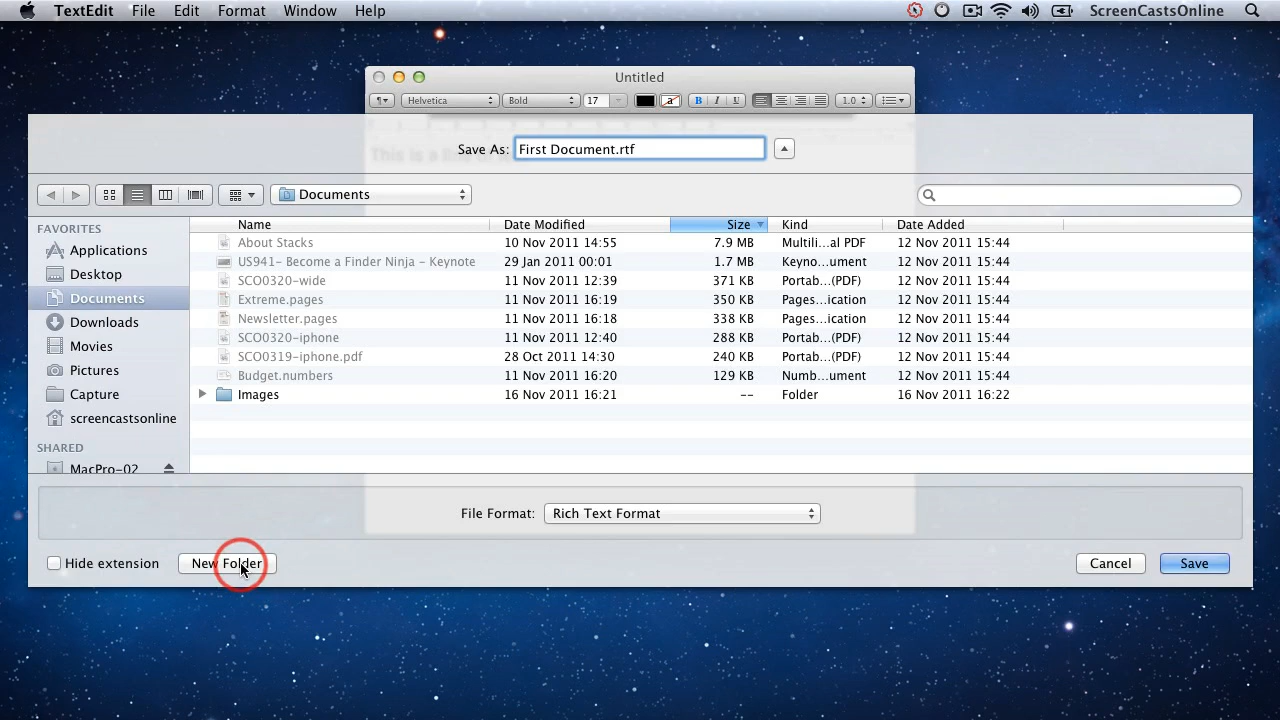 TextEdit File Edit Format Window Help ScreenCastsOnline
Untitled
Helvetica Bold 17 a B I U 1.0
This is a line of
Save As: First Document.rtf
Documents
FAVORITES
Applications
Desktop
Documents
Downloads
Movies
Pictures
Capture
screencastsonline
SHARED
MacPro-02
Name Date Modified Size Kind Date Added
About Stacks 10 Nov 2011 14:55 7.9 MB Multili...al PDF 12 Nov 2011 15:44
US941- Become a Finder Ninja - Keynote 29 Jan 2011 00:01 1.7 MB Keyno...ument 12 Nov 2011 15:44
SCO0320-wide 11 Nov 2011 12:39 371 KB Portab...(PDF) 12 Nov 2011 15:44
Extreme.pages 11 Nov 2011 16:19 350 KB Pages...ication 12 Nov 2011 15:44
Newsletter.pages 11 Nov 2011 16:18 338 KB Pages...ication 12 Nov 2011 15:44
SCO0320-iphone 11 Nov 2011 12:40 288 KB Portab...(PDF) 12 Nov 2011 15:44
SCO0319-iphone.pdf 28 Oct 2011 14:30 240 KB Portab...(PDF) 12 Nov 2011 15:44
Budget.numbers 11 Nov 2011 16:20 129 KB Numb...ument 12 Nov 2011 15:44
Images 16 Nov 2011 16:21 -- Folder 16 Nov 2011 16:22
File Format: Rich Text Format
Hide extension New Folder Cancel Save